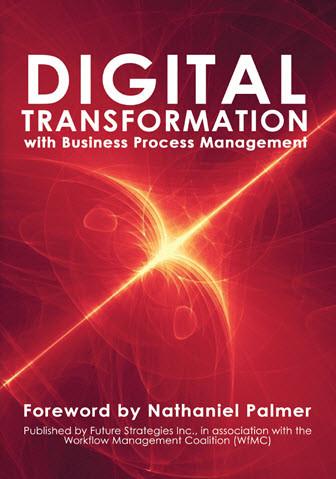 DIGITAL
TRANSFORMATION
with Business Process Management
Foreword by Nathaniel Palmer
Published by Future Strategies Inc., in association with the
Workflow Management Coalition (WfMC)